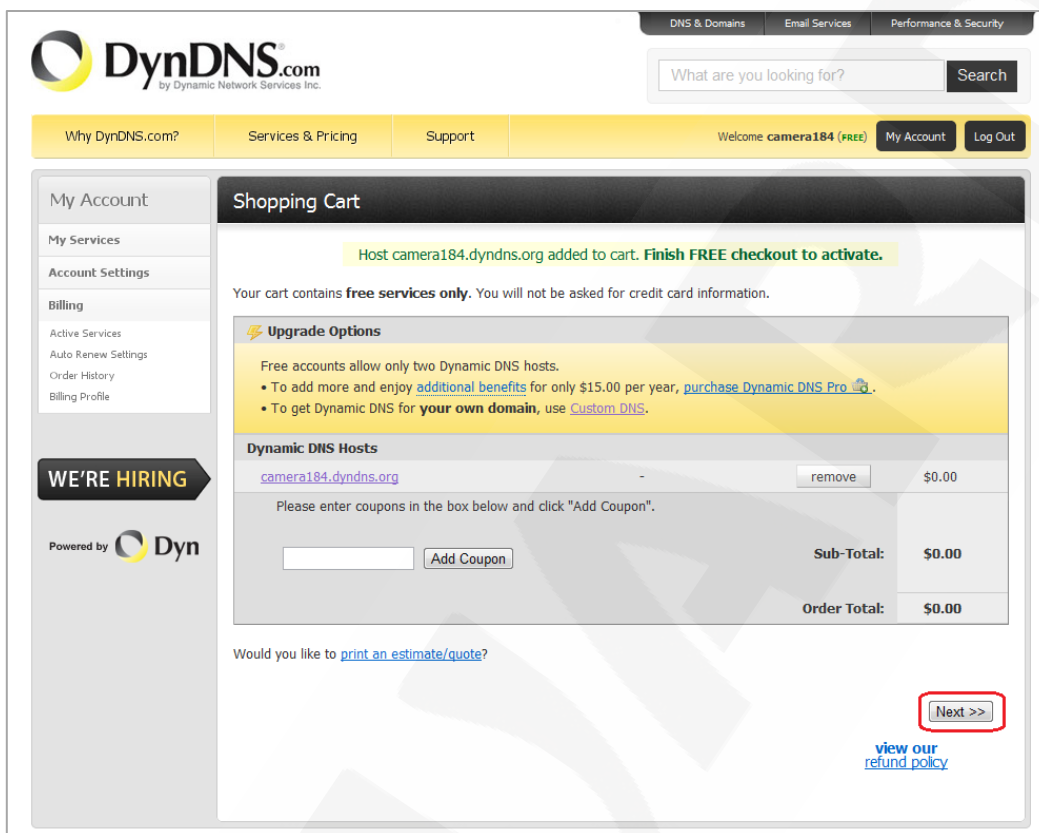 DNS & Domains Email Services Performance & Security
DynDNS.com
by Dynamic Network Services Inc.
What are you looking for? Search
Why DynDNS.com? Services & Pricing Support Welcome camera184 (FREE) My Account Log Out
My Account
My Services
Account Settings
Billing
Active Services
Auto Renew Settings
Order History
Billing Profile
WE'RE HIRING
Powered by Dyn
Shopping Cart
Host camera184.dyndns.org added to cart. Finish FREE checkout to activate.
Your cart contains free services only. You will not be asked for credit card information.
Upgrade Options
Free accounts allow only two Dynamic DNS hosts.
• To add more and enjoy additional benefits for only $15.00 per year, purchase Dynamic DNS Pro .
• To get Dynamic DNS for your own domain, use Custom DNS.
Dynamic DNS Hosts
camera184.dyndns.org - remove $0.00
Please enter coupons in the box below and click "Add Coupon".
Add Coupon Sub-Total: $0.00
Order Total: $0.00
Would you like to print an estimate/quote?
Next >>
view our
refund policy